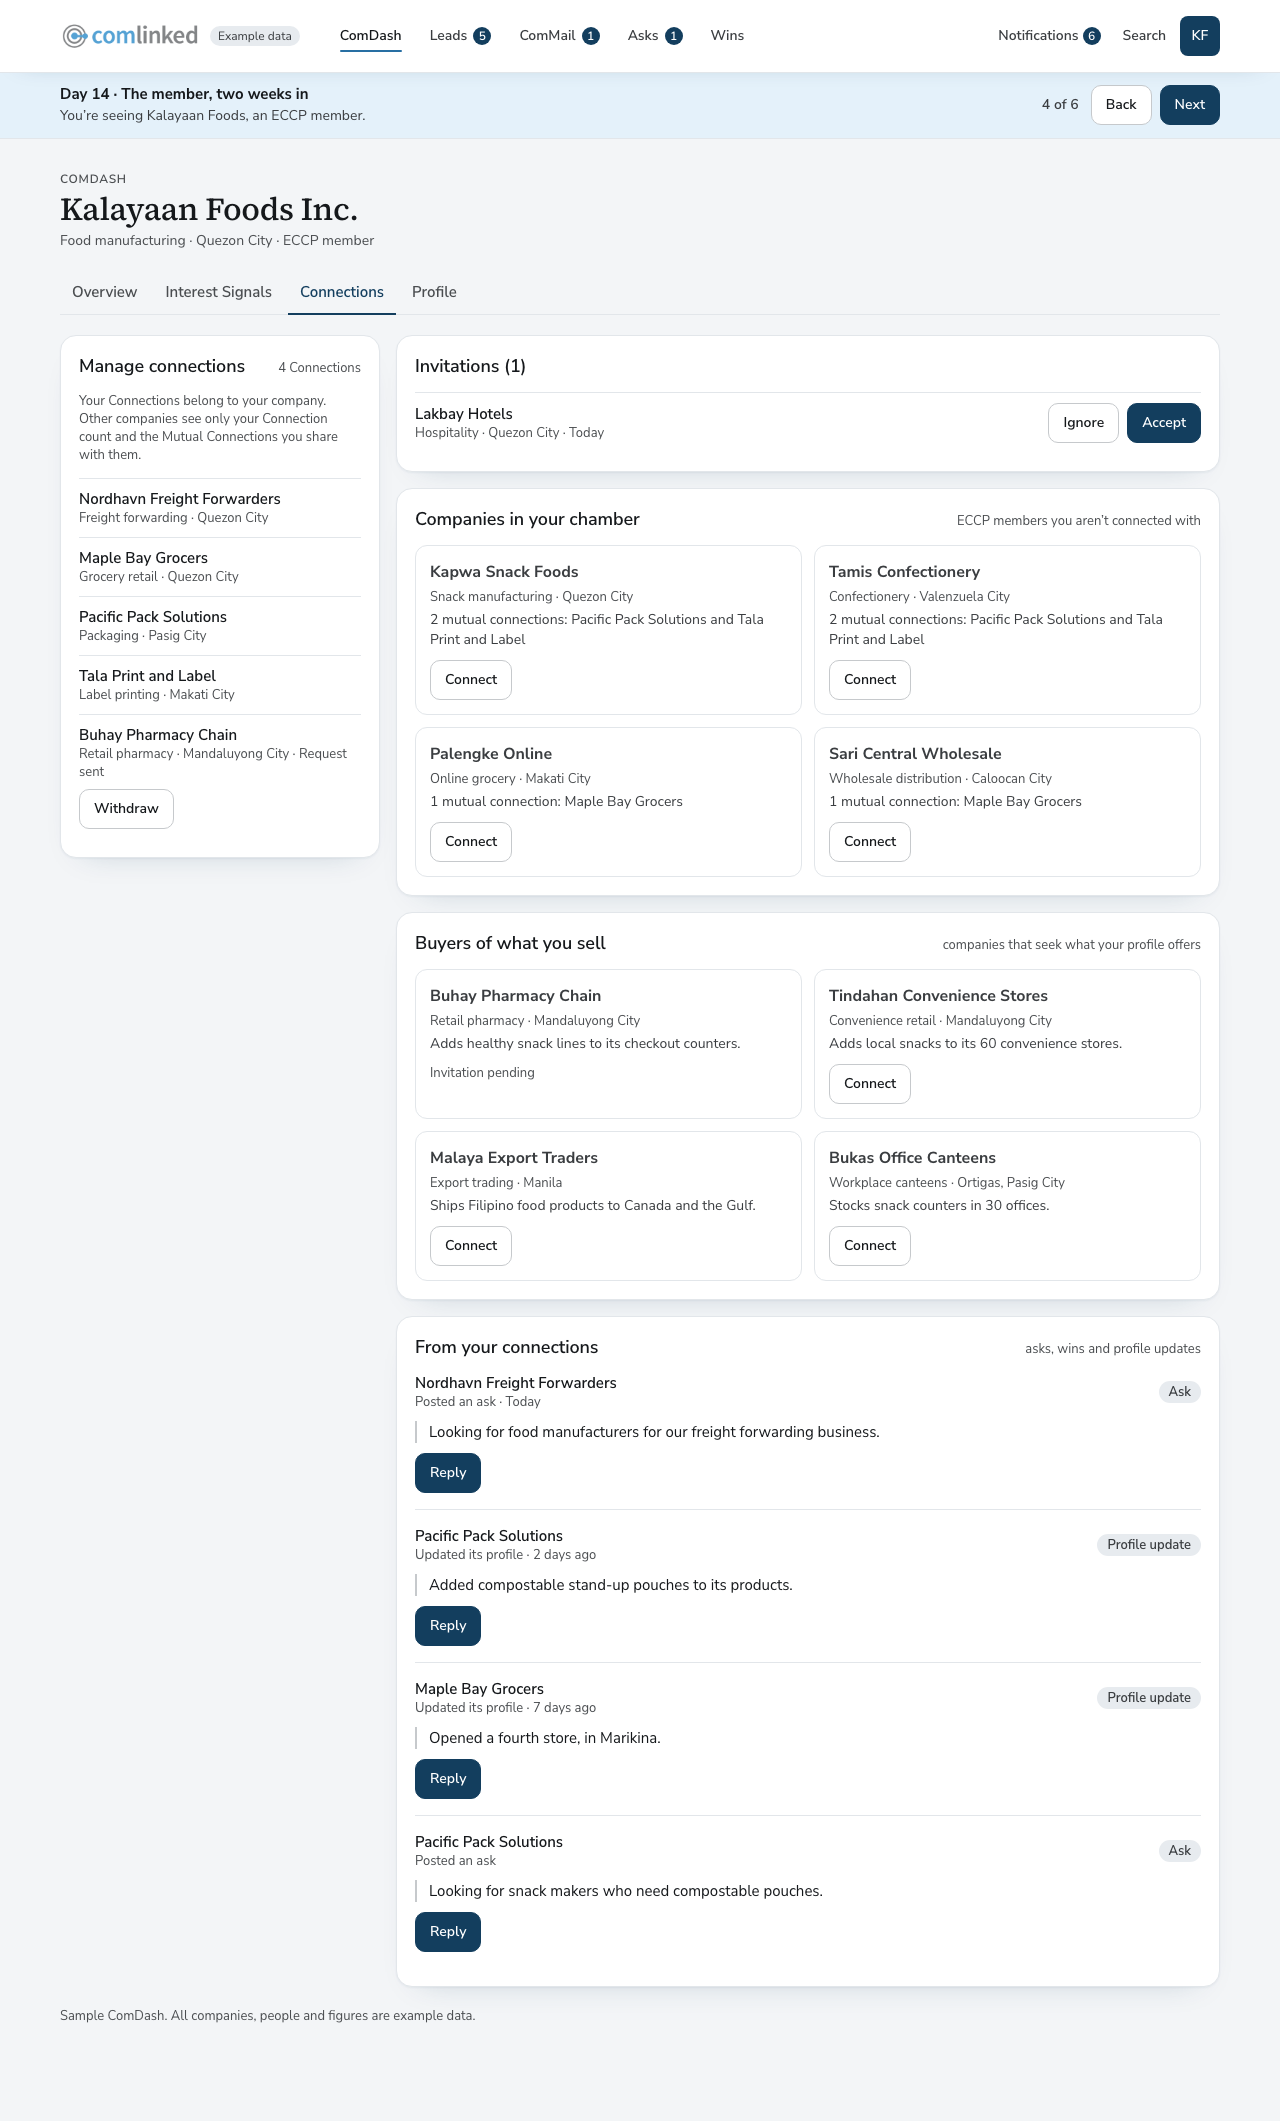 comlinked
Example data
ComDash
Leads 5
ComMail 1
Asks 1
Wins
Notifications 6
Search
KF
Day 14 · The member, two weeks in
You’re seeing Kalayaan Foods, an ECCP member.
4 of 6
Back
Next
COMDASH
Kalayaan Foods Inc.
Food manufacturing · Quezon City · ECCP member
Overview
Interest Signals
Connections
Profile
Manage connections
4 Connections
Your Connections belong to your company.
Other companies see only your Connection
count and the Mutual Connections you share
with them.
Nordhavn Freight Forwarders
Freight forwarding · Quezon City
Maple Bay Grocers
Grocery retail · Quezon City
Pacific Pack Solutions
Packaging · Pasig City
Tala Print and Label
Label printing · Makati City
Buhay Pharmacy Chain
Retail pharmacy · Mandaluyong City · Request
sent
Withdraw
Invitations (1)
Lakbay Hotels
Hospitality · Quezon City · Today
Ignore
Accept
Companies in your chamber
ECCP members you aren’t connected with
Kapwa Snack Foods
Snack manufacturing · Quezon City
2 mutual connections: Pacific Pack Solutions and Tala
Print and Label
Connect
Tamis Confectionery
Confectionery · Valenzuela City
2 mutual connections: Pacific Pack Solutions and Tala
Print and Label
Connect
Palengke Online
Online grocery · Makati City
1 mutual connection: Maple Bay Grocers
Connect
Sari Central Wholesale
Wholesale distribution · Caloocan City
1 mutual connection: Maple Bay Grocers
Connect
Buyers of what you sell
companies that seek what your profile offers
Buhay Pharmacy Chain
Retail pharmacy · Mandaluyong City
Adds healthy snack lines to its checkout counters.
Invitation pending
Tindahan Convenience Stores
Convenience retail · Mandaluyong City
Adds local snacks to its 60 convenience stores.
Connect
Malaya Export Traders
Export trading · Manila
Ships Filipino food products to Canada and the Gulf.
Connect
Bukas Office Canteens
Workplace canteens · Ortigas, Pasig City
Stocks snack counters in 30 offices.
Connect
From your connections
asks, wins and profile updates
Nordhavn Freight Forwarders
Posted an ask · Today
Ask
Looking for food manufacturers for our freight forwarding business.
Reply
Pacific Pack Solutions
Updated its profile · 2 days ago
Profile update
Added compostable stand-up pouches to its products.
Reply
Maple Bay Grocers
Updated its profile · 7 days ago
Profile update
Opened a fourth store, in Marikina.
Reply
Pacific Pack Solutions
Posted an ask
Ask
Looking for snack makers who need compostable pouches.
Reply
Sample ComDash. All companies, people and figures are example data.